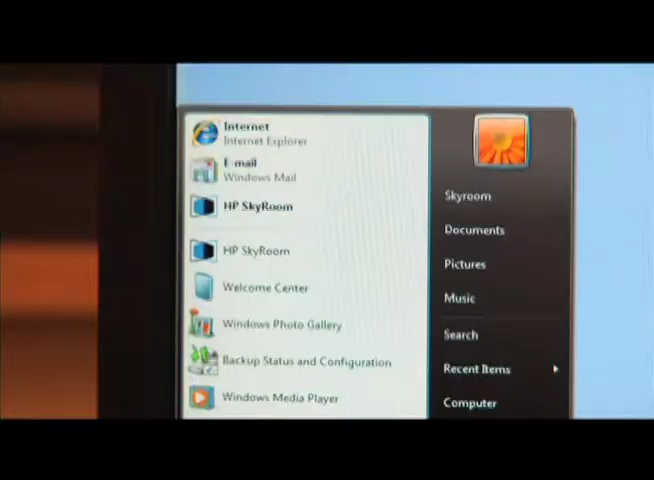 Internet
Internet Explorer
E-mail
Windows Mail
HP SkyRoom
HP SkyRoom
Welcome Center
Windows Photo Gallery
Backup Status and Configuration
Windows Media Player
Skyroom
Documents
Pictures
Music
Search
Recent Items
Computer